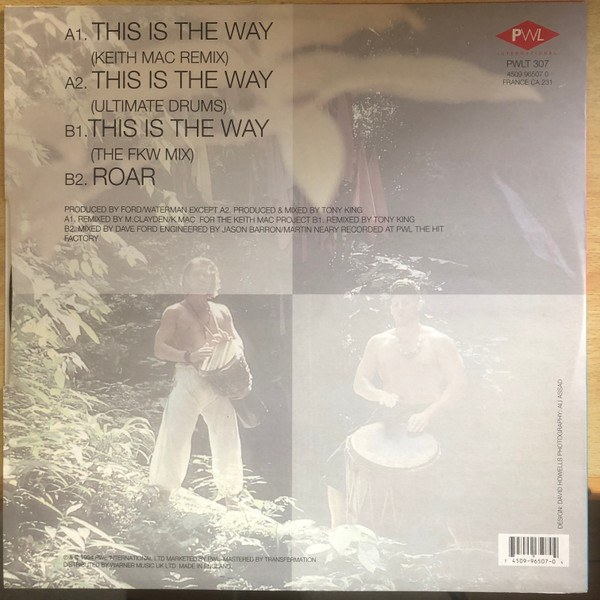 A1. THIS IS THE WAY
(KEITH MAC REMIX)
A2. THIS IS THE WAY
(ULTIMATE DRUMS)
B1. THIS IS THE WAY
(THE FKW MIX)
B2. ROAR
PRODUCED BY FORD/WATERMAN EXCEPT A2. PRODUCED & MIXED BY TONY KING
A1. REMIXED BY M.CLAYDEN/K.MAC FOR THE KEITH MAC PROJECT B1. REMIXED BY TONY KING
B2. MIXED BY DAVE FORD ENGINEERED BY JASON BARRON/MARTIN NEARY RECORDED AT PWL THE HIT
FACTORY
PWL
INTERNATIONAL
PWLT 307
4509 96507 0
FRANCE CA 231
DESIGN: DAVID HOWELLS PHOTOGRAPHY: ALI ASSAD
P & © 1994 PWL INTERNATIONAL LTD MARKETED BY PWL. MASTERED BY TRANSFERMATION
DISTRIBUTED BY WARNER MUSIC UK LTD. MADE IN ENGLAND.
7 4509-96507-0